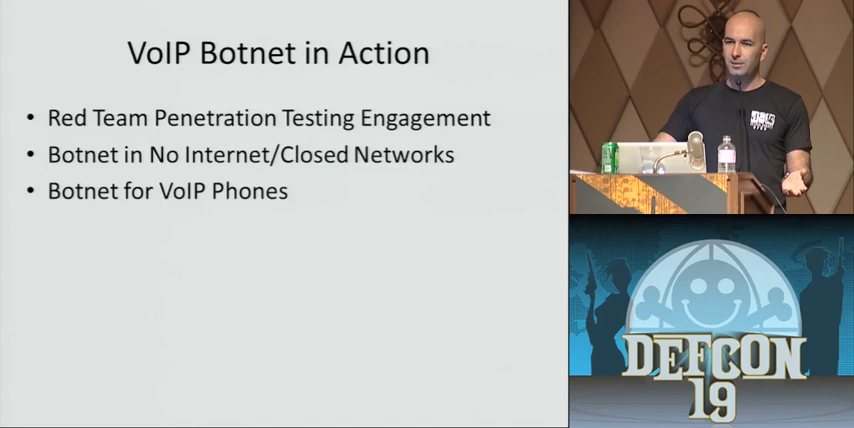 VoIP Botnet in Action
• Red Team Penetration Testing Engagement
• Botnet in No Internet/Closed Networks
• Botnet for VoIP Phones
DEFCON
19